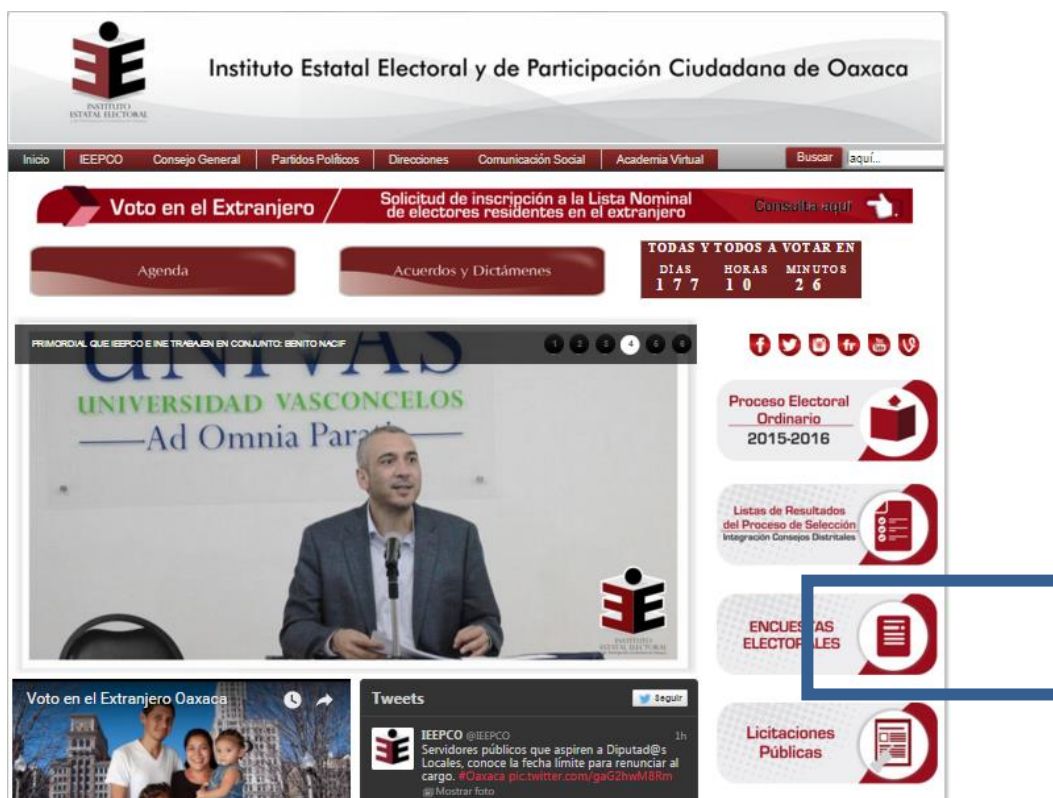 Instituto Estatal Electoral y de Participación Ciudadana de Oaxaca
INSTITUTO
ESTATAL ELECTORAL
Inicio IEEPCO Consejo General Partidos Políticos Direcciones Comunicación Social Academia Virtual Buscar aquí...
Voto en el Extranjero
Solicitud de inscripción a la Lista Nominal
de electores residentes en el extranjero
Consulta aquí
Agenda
Acuerdos y Dictámenes
TODAS Y TODOS A VOTAR EN
DIAS HORAS MINUTOS
177 10 26
PRIMORDIAL QUE IEEPCO E INE TRABAJEN EN CONJUNTO: BENITO NACIF
1 2 3 4 5 6
UNIVAS
UNIVERSIDAD VASCONCELOS
Ad Omnia
INSTITUTO
ESTATAL ELECTORAL
Proceso Electoral
Ordinario
2015-2016
Listas de Resultados
del Proceso de Selección
Integración Consejos Distritales
ENCUESTAS
ELECTORALES
Licitaciones
Públicas
Voto en el Extranjero Oaxaca
Tweets
Seguir
IEEPCO @IEEPCO 1h
Servidores públicos que aspiren a Diputad@s
Locales, conoce la fecha límite para renunciar al
cargo. #Oaxaca pic.twitter.com/gaG2hwM8Rm
Mostrar foto